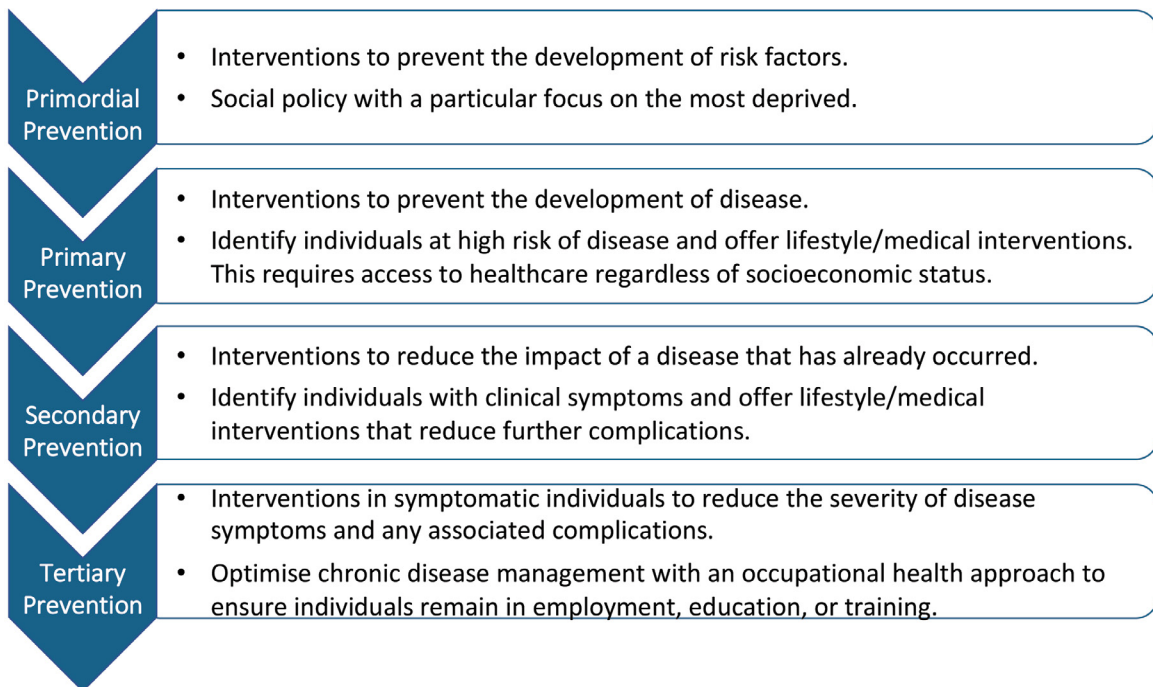 Primordial
Prevention
• Interventions to prevent the development of risk factors.
• Social policy with a particular focus on the most deprived.
Primary
Prevention
• Interventions to prevent the development of disease.
• Identify individuals at high risk of disease and offer lifestyle/medical interventions.
This requires access to healthcare regardless of socioeconomic status.
Secondary
Prevention
• Interventions to reduce the impact of a disease that has already occurred.
• Identify individuals with clinical symptoms and offer lifestyle/medical
interventions that reduce further complications.
Tertiary
Prevention
• Interventions in symptomatic individuals to reduce the severity of disease
symptoms and any associated complications.
• Optimise chronic disease management with an occupational health approach to
ensure individuals remain in employment, education, or training.